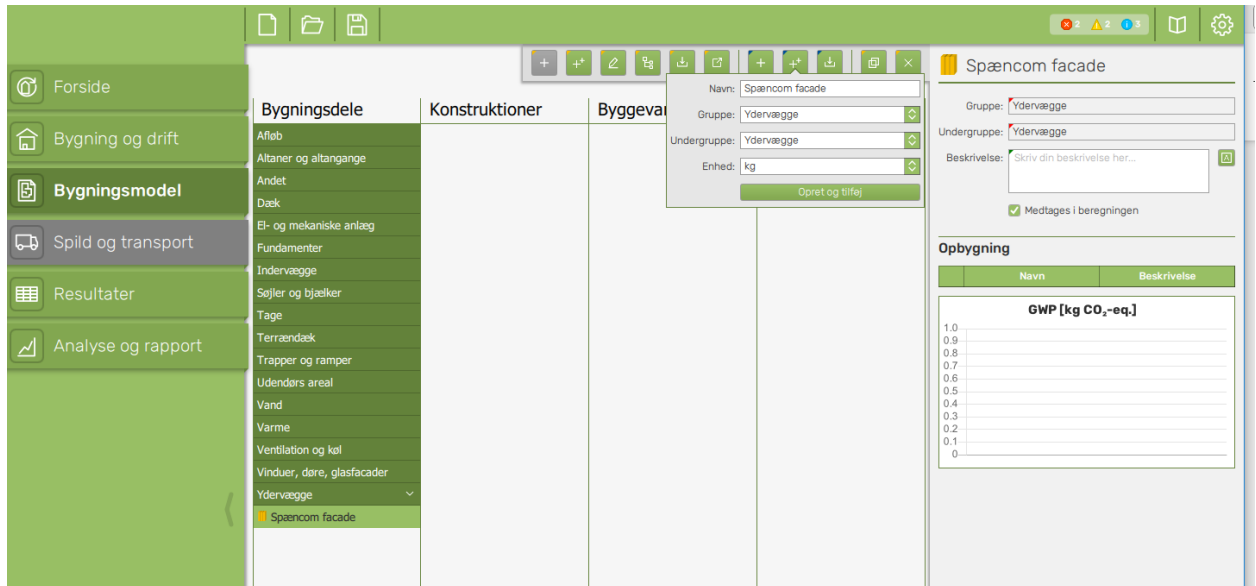 2 2 3
Forside
Bygning og drift
Bygningsmodel
Spild og transport
Resultater
Analyse og rapport
Bygningsdele
Afløb
Altaner og altangange
Andet
Dæk
El- og mekaniske anlæg
Fundamenter
Indervægge
Søjler og bjælker
Tage
Terrændæk
Trapper og ramper
Udendørs areal
Vand
Varme
Ventilation og køl
Vinduer, døre, glasfacader
Ydervægge
Spæncom facade
Konstruktioner
Byggevar
Navn: Spæncom facade
Gruppe: Ydervægge
Undergruppe: Ydervægge
Enhed: kg
Opret og tilføj
Spæncom facade
Gruppe: Ydervægge
Undergruppe: Ydervægge
Beskrivelse: Skriv din beskrivelse her...
Medtages i beregningen
Opbygning
Navn Beskrivelse
GWP [kg CO₂-eq.]
1.0
0.9
0.8
0.7
0.6
0.5
0.4
0.3
0.2
0.1
0